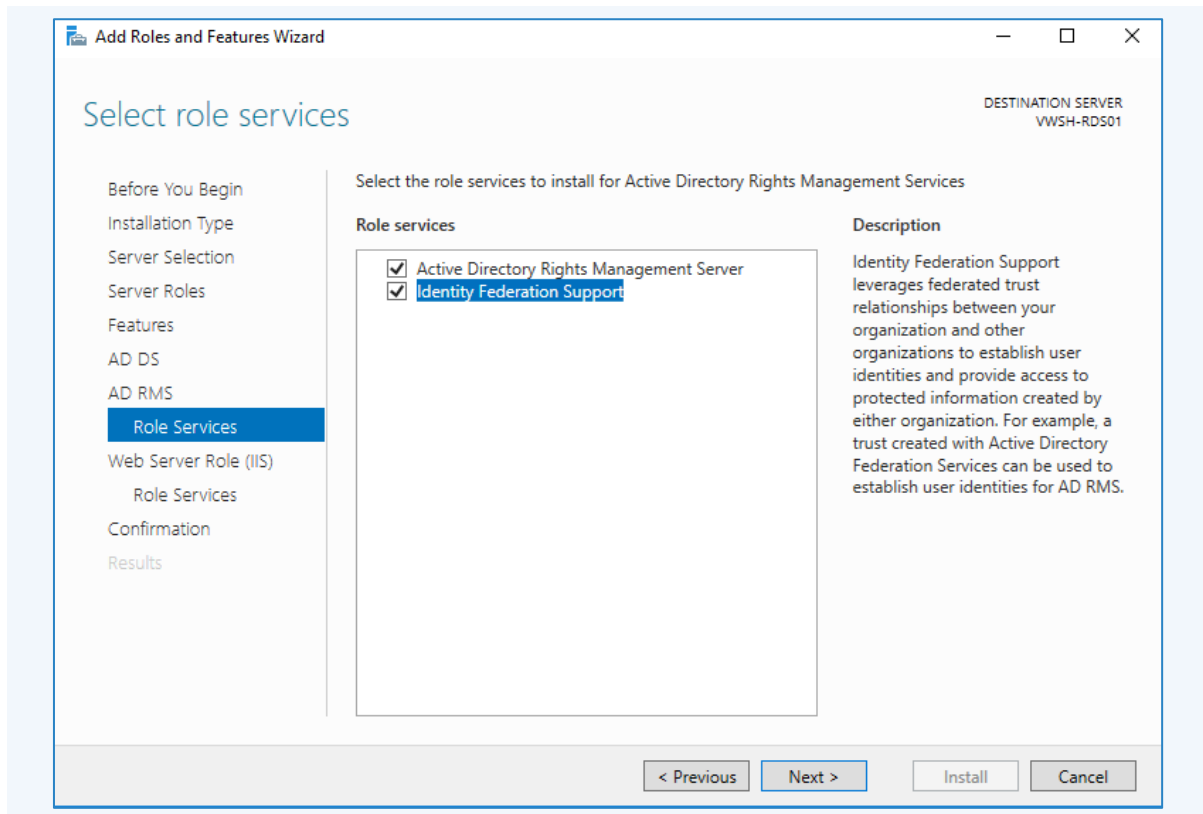 Add Roles and Features Wizard
Select role services
DESTINATION SERVER
VWSH-RDS01
Before You Begin
Installation Type
Server Selection
Server Roles
Features
AD DS
AD RMS
Role Services
Web Server Role (IIS)
Role Services
Confirmation
Results
Select the role services to install for Active Directory Rights Management Services
Role services
Active Directory Rights Management Server
Identity Federation Support
Description
Identity Federation Support
leverages federated trust
relationships between your
organization and other
organizations to establish user
identities and provide access to
protected information created by
either organization. For example, a
trust created with Active Directory
Federation Services can be used to
establish user identities for AD RMS.
< Previous
Next >
Install
Cancel